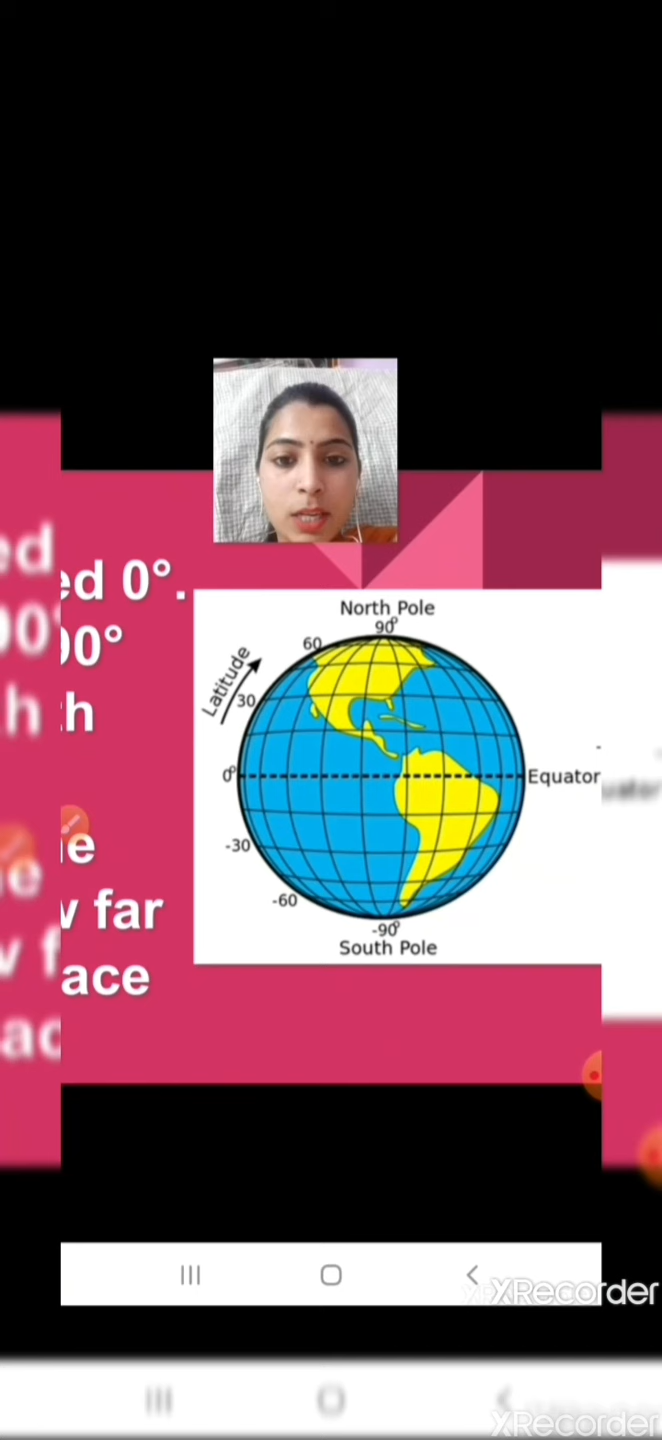 ed 0°.
90°
h
e
v far
ace
North Pole
90°
60
Latitude
30
0°
Equator
-30
-60
-90°
South Pole
XRecorder
XRecorder